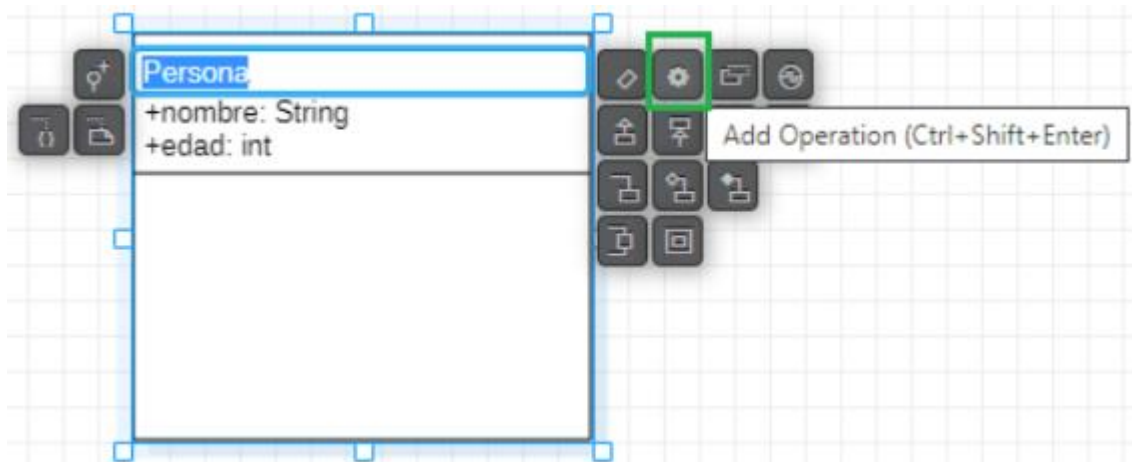 Persona
+nombre: String
+edad: int
Add Operation (Ctrl+Shift+Enter)